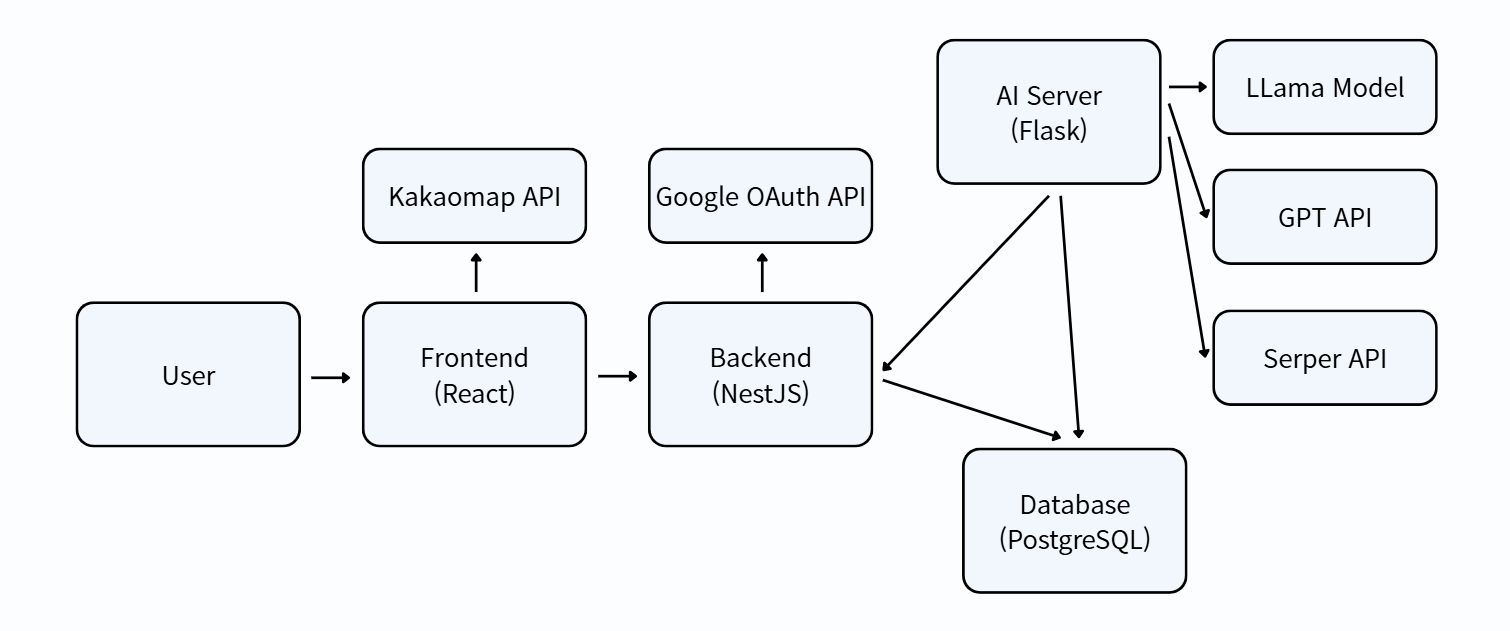 AI Server
(Flask)
LLama Model
Kakaomap API
Google OAuth API
GPT API
User
Frontend
(React)
Backend
(NestJS)
Serper API
Database
(PostgreSQL)